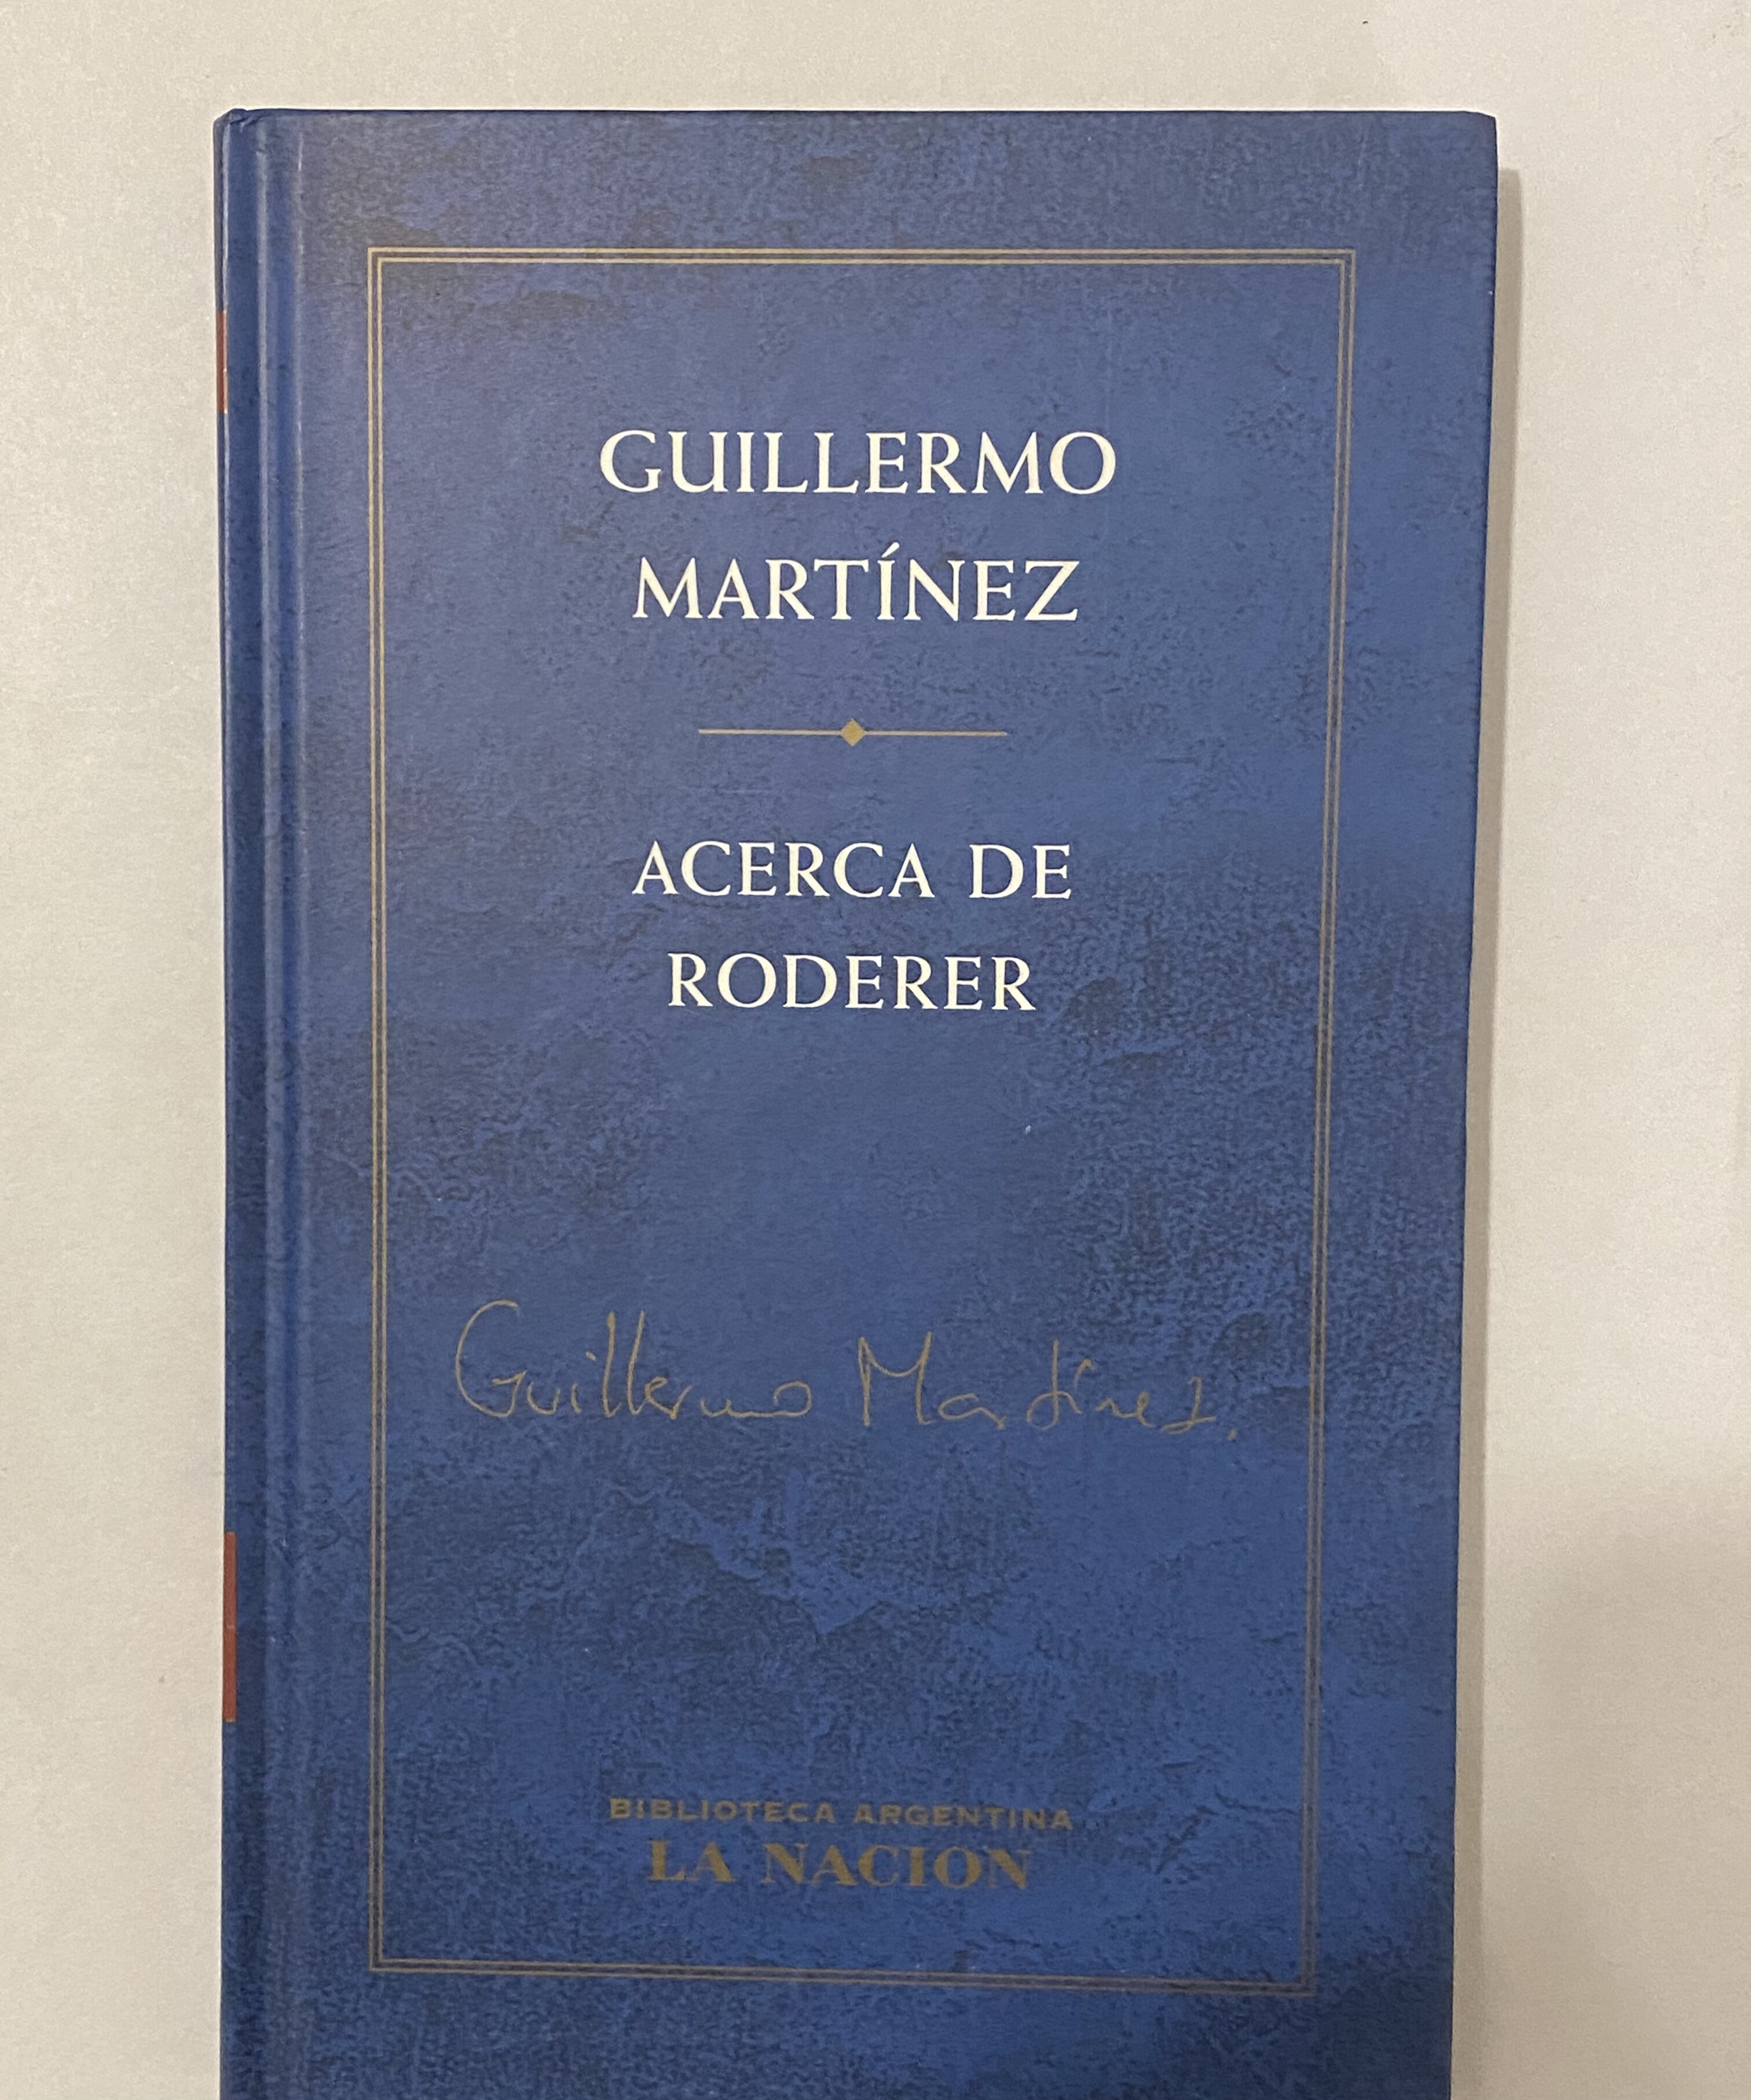 GUILLERMO
MARTÍNEZ
ACERCA DE
RODERER
Guillermo Martínez.
BIBLIOTECA ARGENTINA
LA NACION